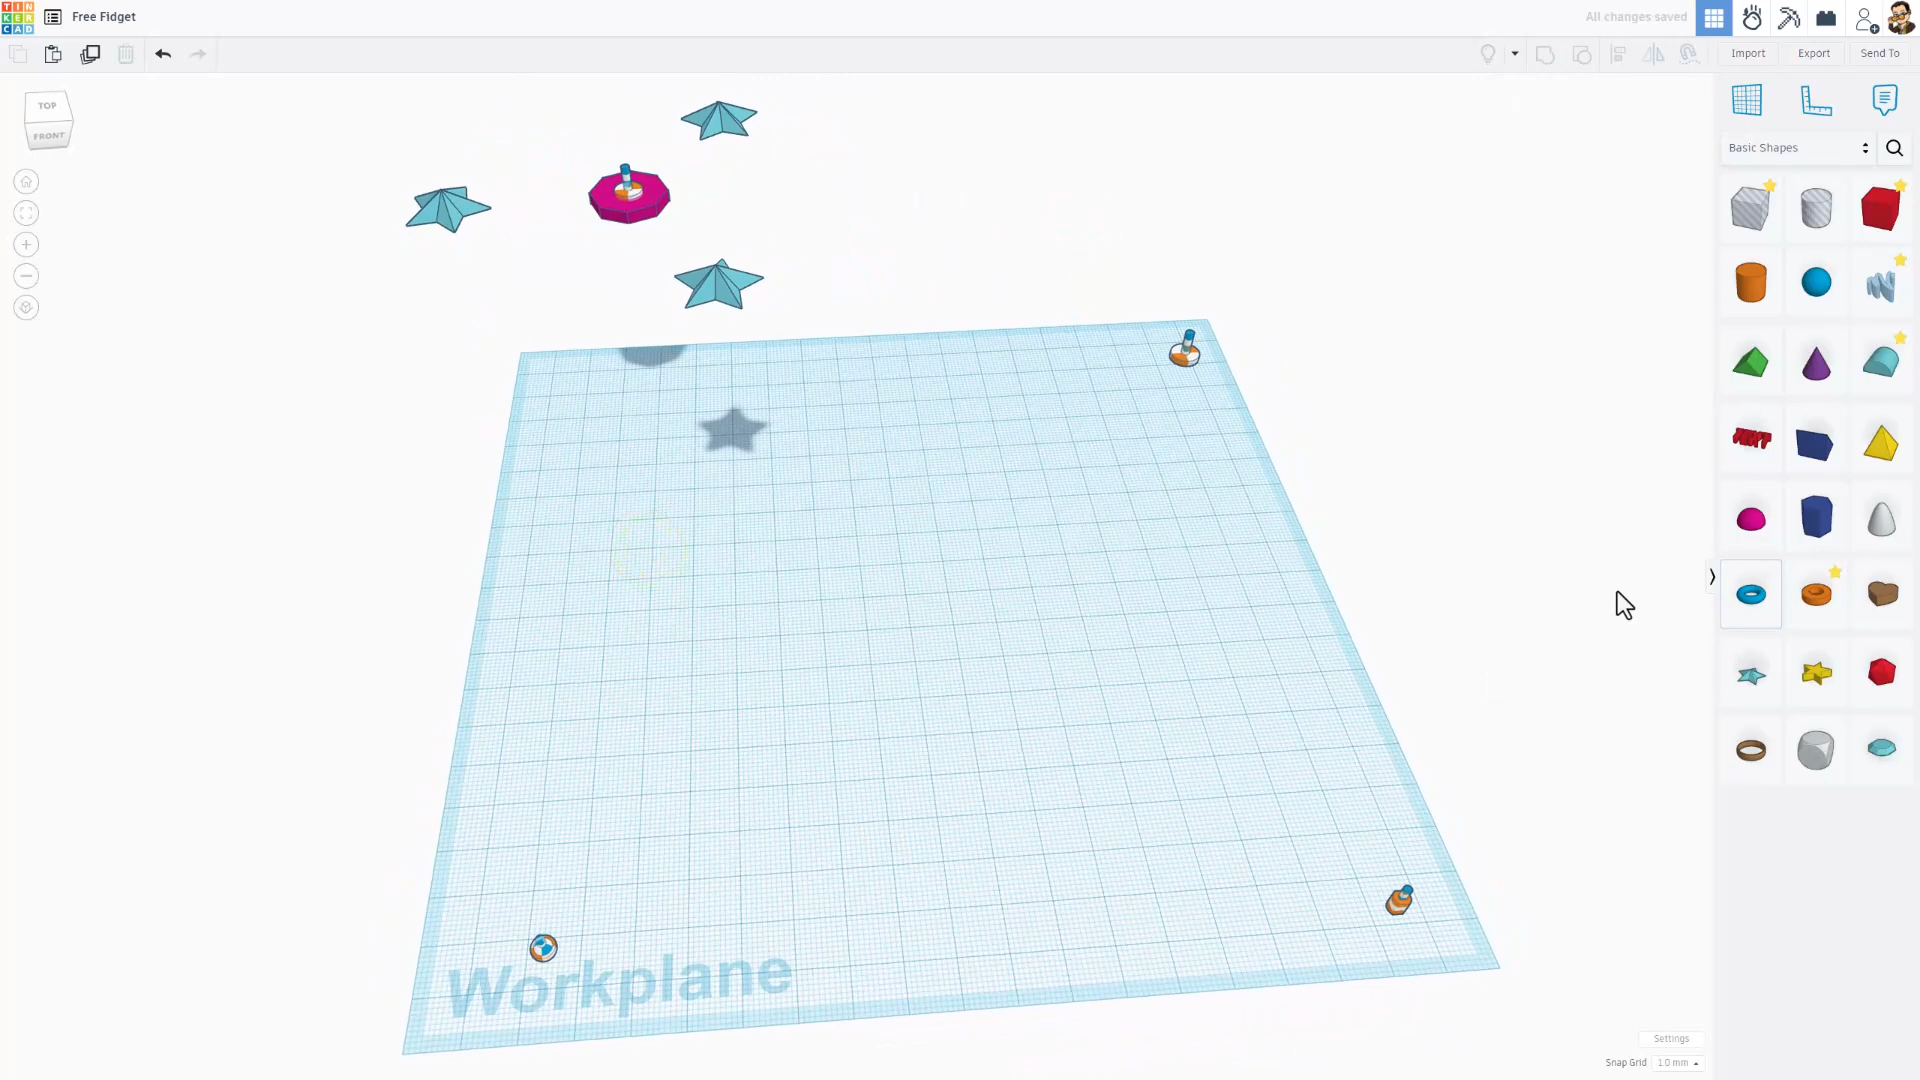 TIN
KER
CAD
Free Fidget
All changes saved
Import
Export
Send To
TOP
FRONT
Basic Shapes
TEXT
Workplane
Settings
Snap Grid
1.0 mm